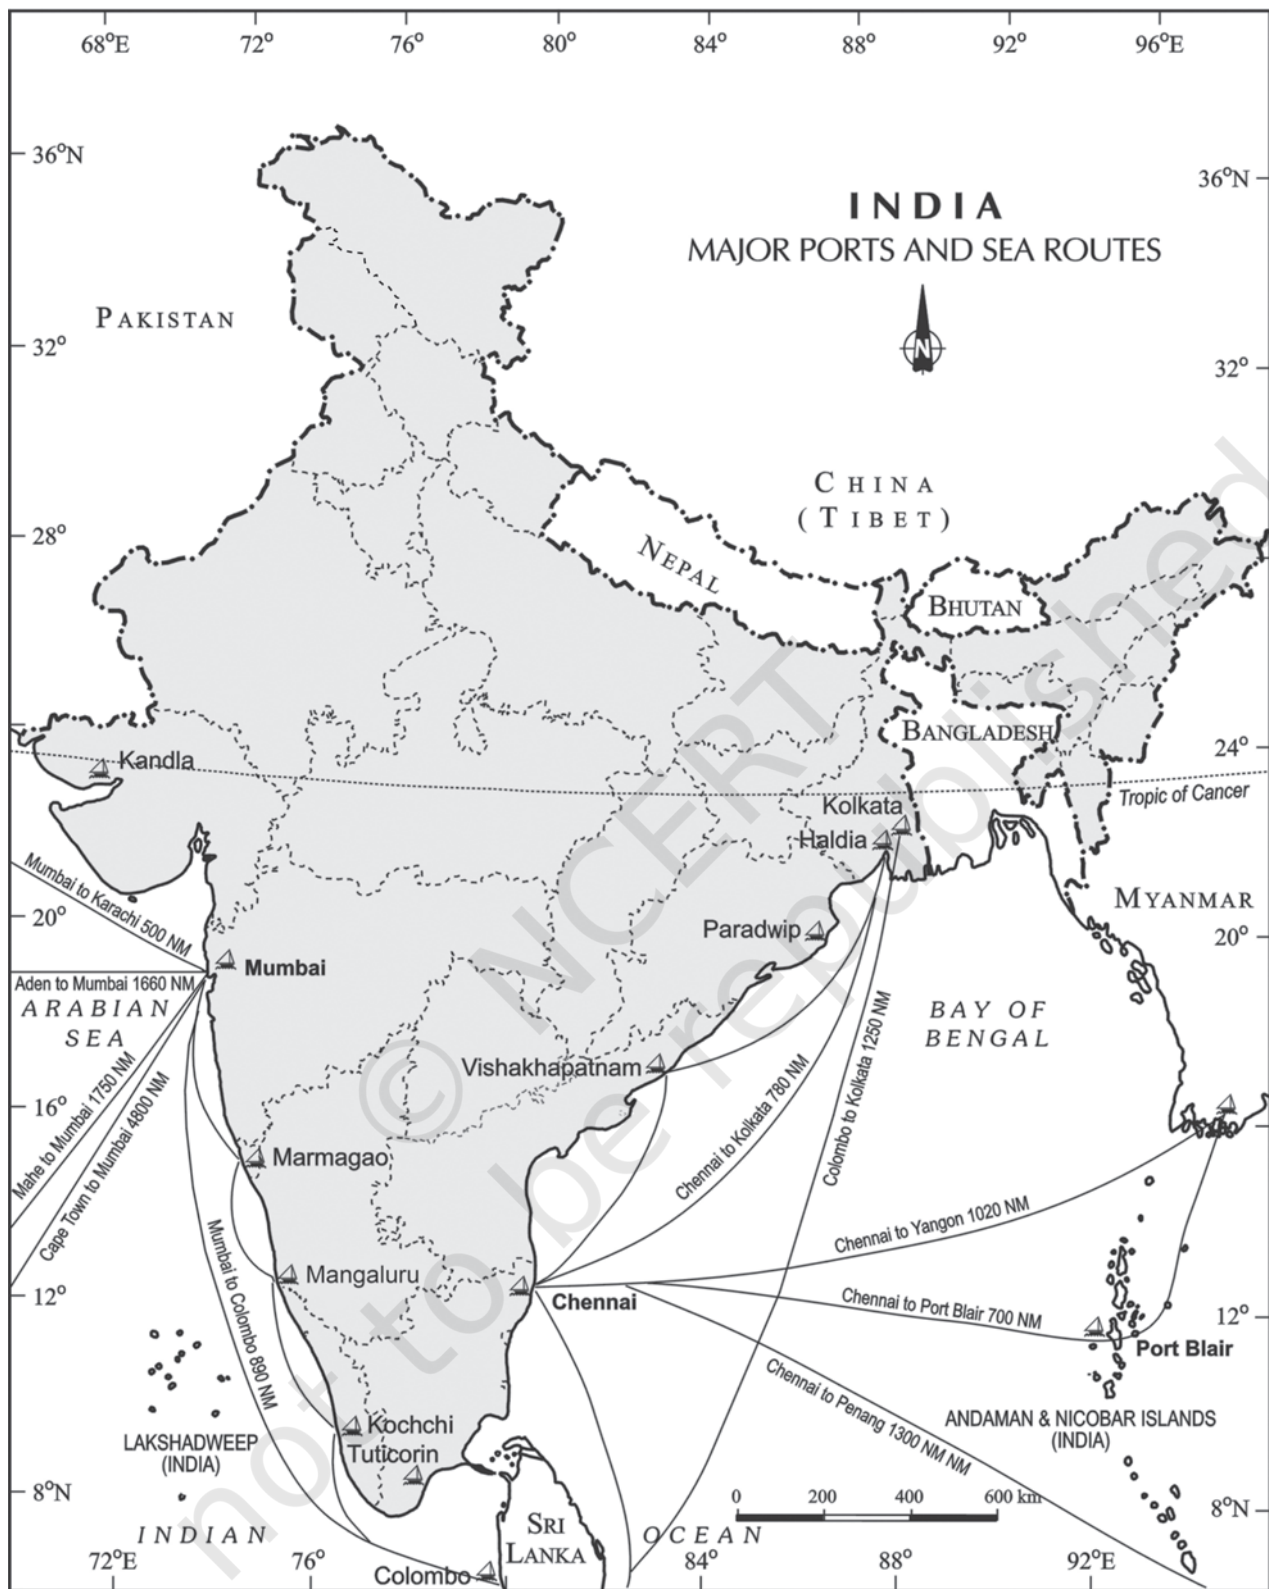 68°E 72° 76° 80° 84° 88° 92° 96°E
36°N
36°N
INDIA
MAJOR PORTS AND SEA ROUTES
PAKISTAN
N
32°
32°
CHINA
(TIBET)
28°
NEPAL
BHUTAN
BANGLADESH
24°
Kandla
Tropic of Cancer
Kolkata
Haldia
MYANMAR
Mumbai to Karachi 500 NM
20°
20°
Paradwip
Mumbai
Aden to Mumbai 1660 NM
ARABIAN
SEA
BAY OF
BENGAL
Mahe to Mumbai 1750 NM
Cape Town to Mumbai 4800 NM
Vishakhapatnam
Chennai to Kolkata 780 NM
Colombo to Kolkata 1250 NM
16°
Marmagao
Chennai to Yangon 1020 NM
Mumbai to Colombo 890 NM
Mangaluru
12°
Chennai
Chennai to Port Blair 700 NM
12°
Port Blair
Chennai to Penang 1300 NM NM
Kochchi
Tuticorin
LAKSHADWEEP
(INDIA)
ANDAMAN & NICOBAR ISLANDS
(INDIA)
8°N
8°N
0 200 400 600 km
INDIAN OCEAN
SRI
LANKA
Colombo
72°E 76° 84° 88° 92°E
© NCERT
not to be republished